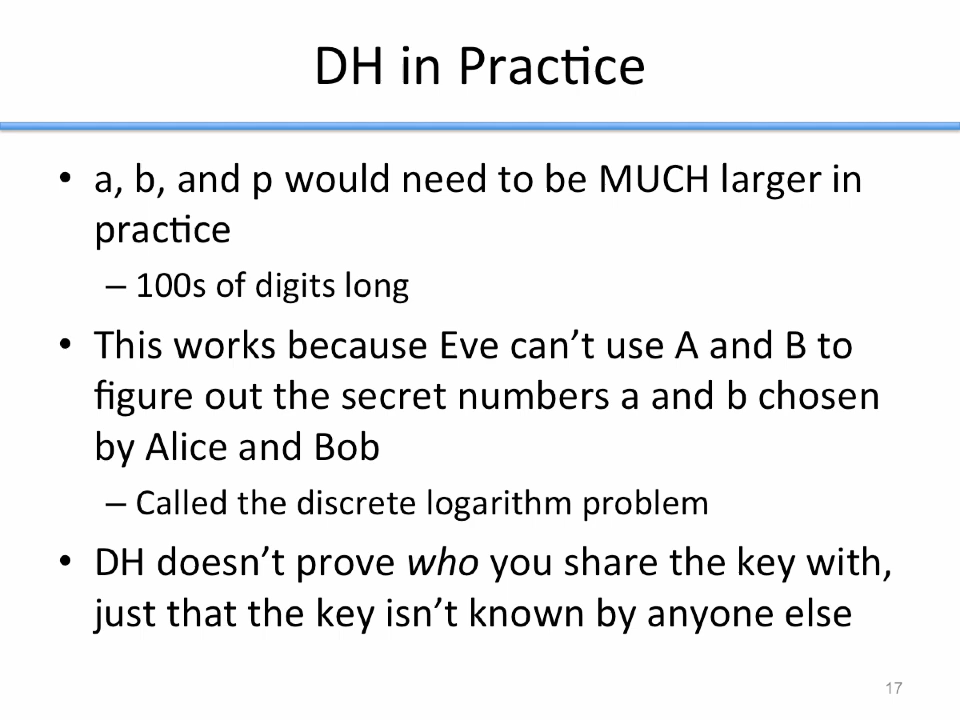 DH in Practice
• a, b, and p would need to be MUCH larger in
practice
– 100s of digits long
• This works because Eve can’t use A and B to
figure out the secret numbers a and b chosen
by Alice and Bob
– Called the discrete logarithm problem
• DH doesn’t prove who you share the key with,
just that the key isn’t known by anyone else
17